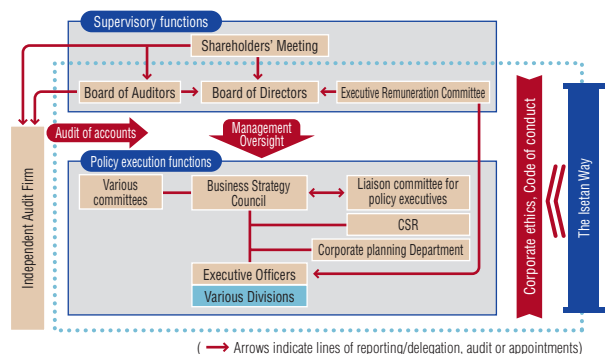 Supervisory functions
Shareholders' Meeting
Board of Auditors
Board of Directors
Executive Remuneration Committee
Audit of accounts
Management
Oversight
Policy execution functions
Various
committees
Business Strategy
Council
Liaison committee for
policy executives
CSR
Corporate planning Department
Executive Officers
Various Divisions
Independent Audit Firm
Corporate ethics, Code of conduct
The Isetan Way
( → Arrows indicate lines of reporting/delegation, audit or appointments)